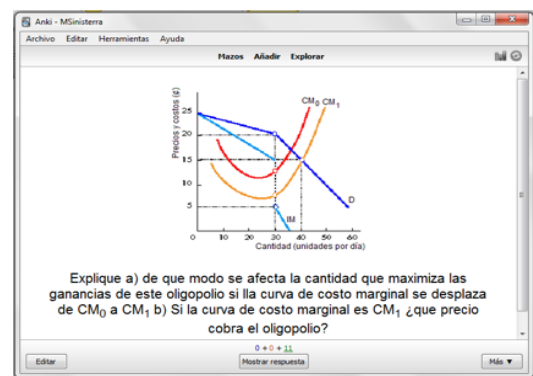 Anki - MSinisterra
Archivo Editar Herramientas Ayuda
Mazos Añadir Explorar
Precios y costos (¢)
25
20
15
10
5
0 10 20 30 40 50 60
CM₀ CM₁
D
IM
Cantidad (unidades por día)
Explique a) de que modo se afecta la cantidad que maximiza las
ganancias de este oligopolio si lla curva de costo marginal se desplaza
de CM₀ a CM₁ b) Si la curva de costo marginal es CM₁ ¿que precio
cobra el oligopolio?
0 + 0 + 11
Editar Mostrar respuesta Más ▼